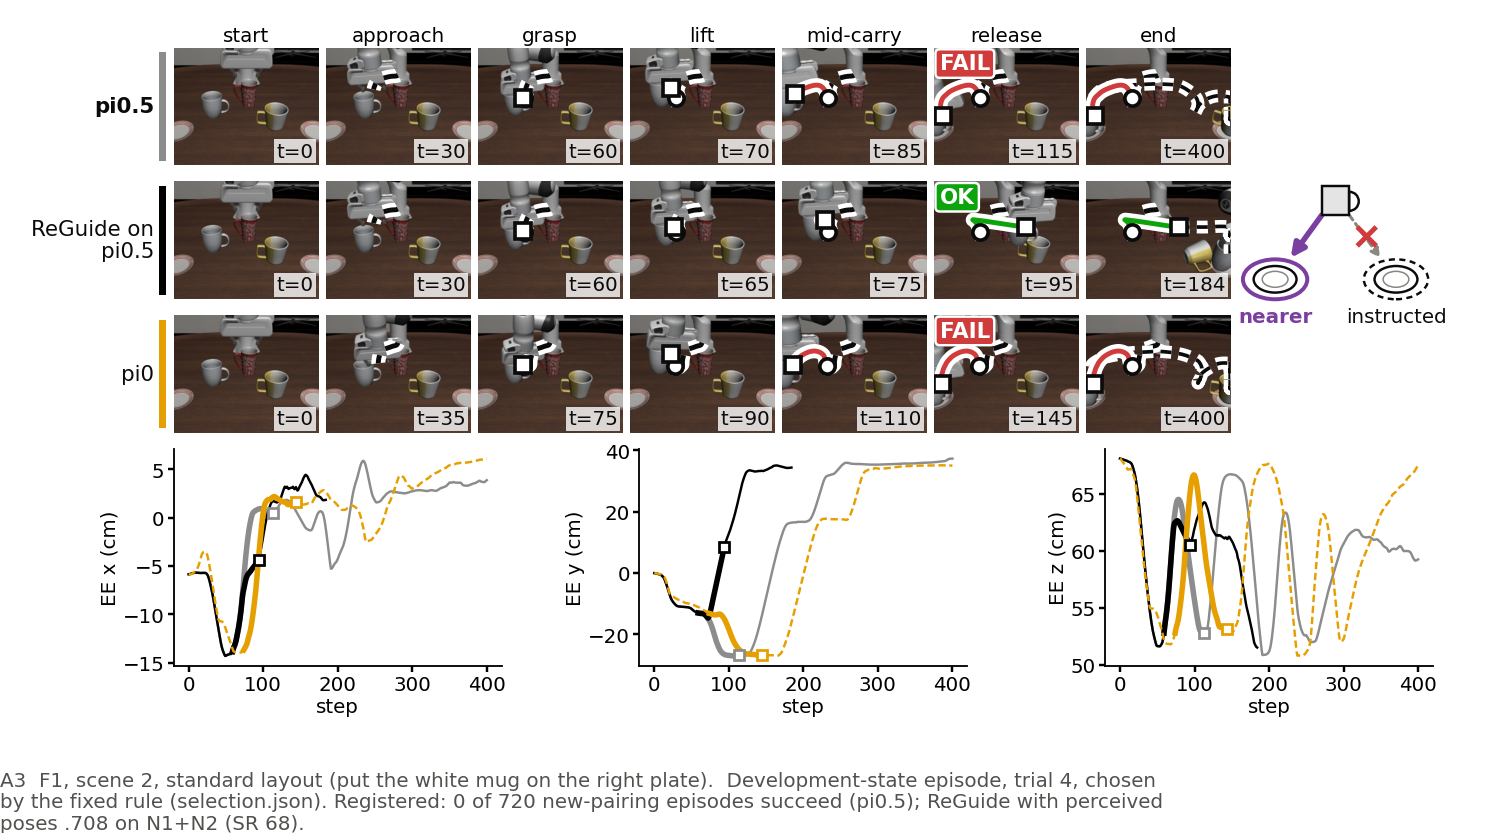 start approach grasp lift mid-carry release end
pi0.5
FAIL
t=0 t=30 t=60 t=70 t=85 t=115 t=400
ReGuide on
pi0.5
OK
t=0 t=30 t=60 t=65 t=75 t=95 t=184
nearer instructed
pi0
FAIL
t=0 t=35 t=75 t=90 t=110 t=145 t=400
EE x (cm)
5
0
−5
−10
−15
0 100 200 300 400
step
EE y (cm)
40
20
0
−20
0 100 200 300 400
step
EE z (cm)
65
60
55
50
0 100 200 300 400
step
A3 F1, scene 2, standard layout (put the white mug on the right plate). Development-state episode, trial 4, chosen
by the fixed rule (selection.json). Registered: 0 of 720 new-pairing episodes succeed (pi0.5); ReGuide with perceived
poses .708 on N1+N2 (SR 68).